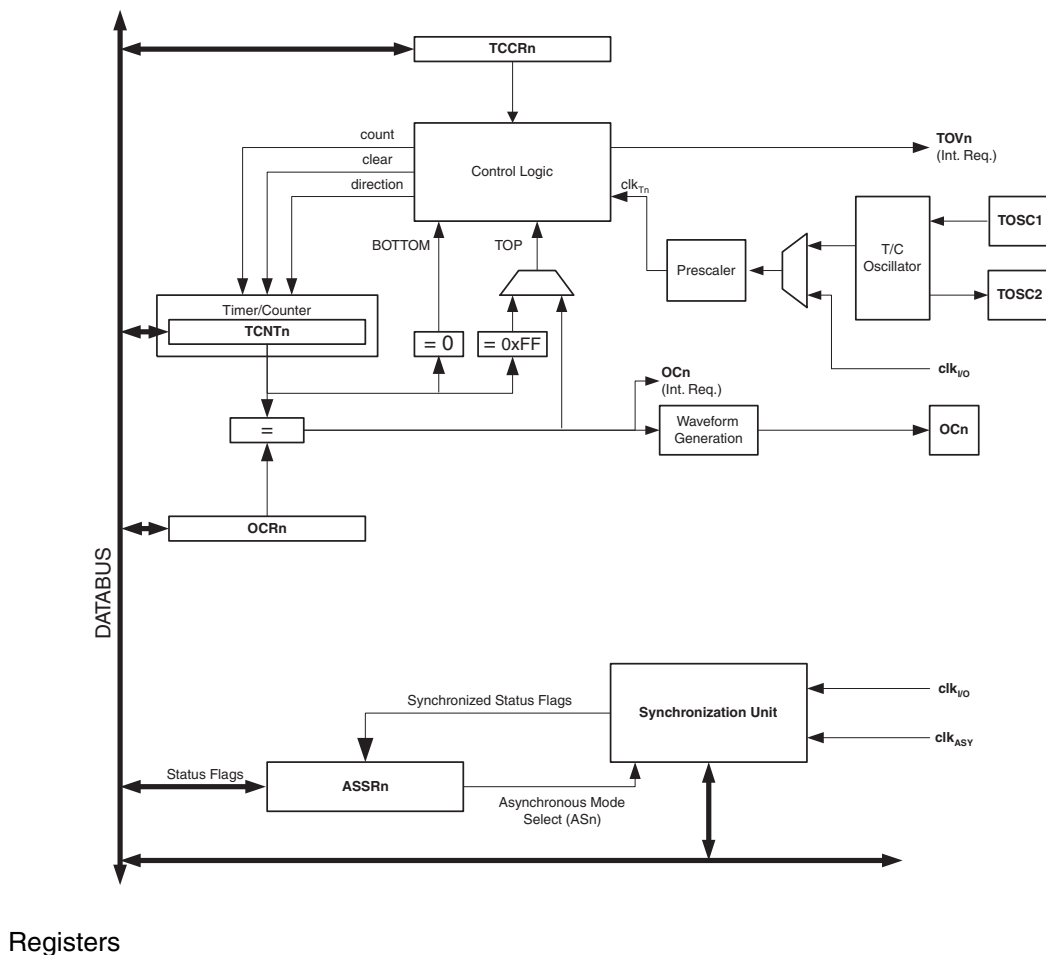 TCCRn
count
clear
direction
Control Logic
TOVn
(Int. Req.)
clkTn
TOSC1
T/C
Oscillator
Prescaler
TOSC2
BOTTOM
TOP
Timer/Counter
TCNTn
= 0
= 0xFF
clkI/O
OCn
(Int. Req.)
=
Waveform
Generation
OCn
OCRn
DATABUS
Synchronized Status Flags
Synchronization Unit
clkI/O
clkASY
Status Flags
ASSRn
Asynchronous Mode
Select (ASn)
Registers